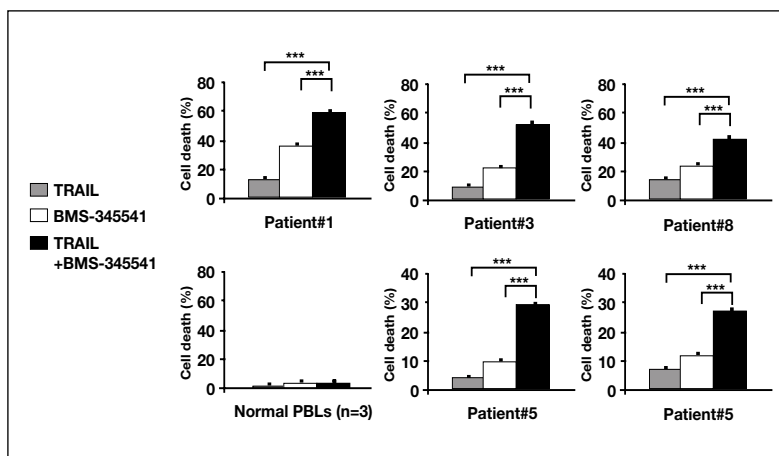 *** *** ***
*** *** ***
Cell death (%) 80 60 40 20 0
Cell death (%) 80 60 40 20 0
Cell death (%) 80 60 40 20 0
Patient#1 Patient#3 Patient#8
TRAIL
BMS-345541
TRAIL
+BMS-345541
*** ***
*** ***
Cell death (%) 80 60 40 20 0
Cell death (%) 40 30 20 10 0
Cell death (%) 40 30 20 10 0
Normal PBLs (n=3) Patient#5 Patient#5